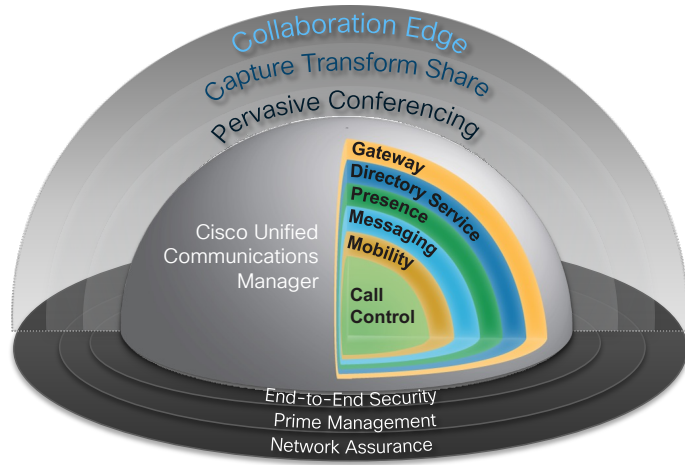 Collaboration Edge
Capture Transform Share
Pervasive Conferencing
Gateway
Directory Service
Presence
Messaging
Mobility
Call
Control
Cisco Unified
Communications
Manager
End-to-End Security
Prime Management
Network Assurance